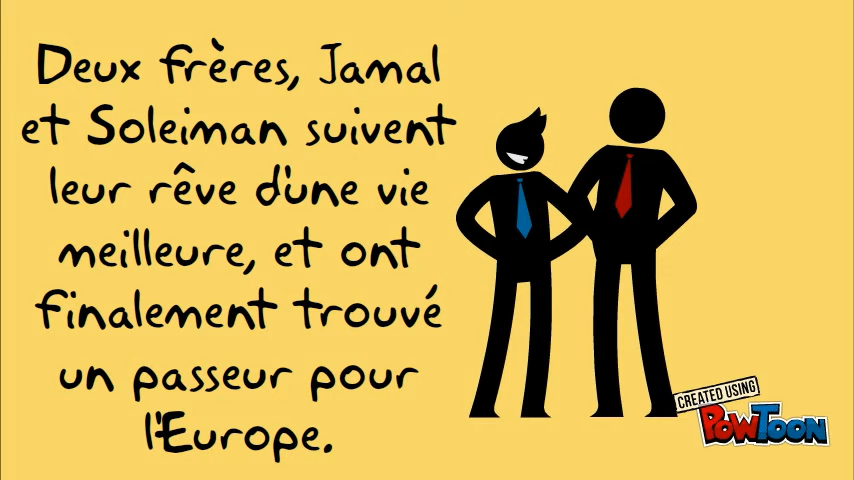 Deux frères, Jamal
et Soleiman suivent
leur rêve d'une vie
meilleure, et ont
finalement trouvé
un passeur pour
l'Europe.
CREATED USING
POWTOON